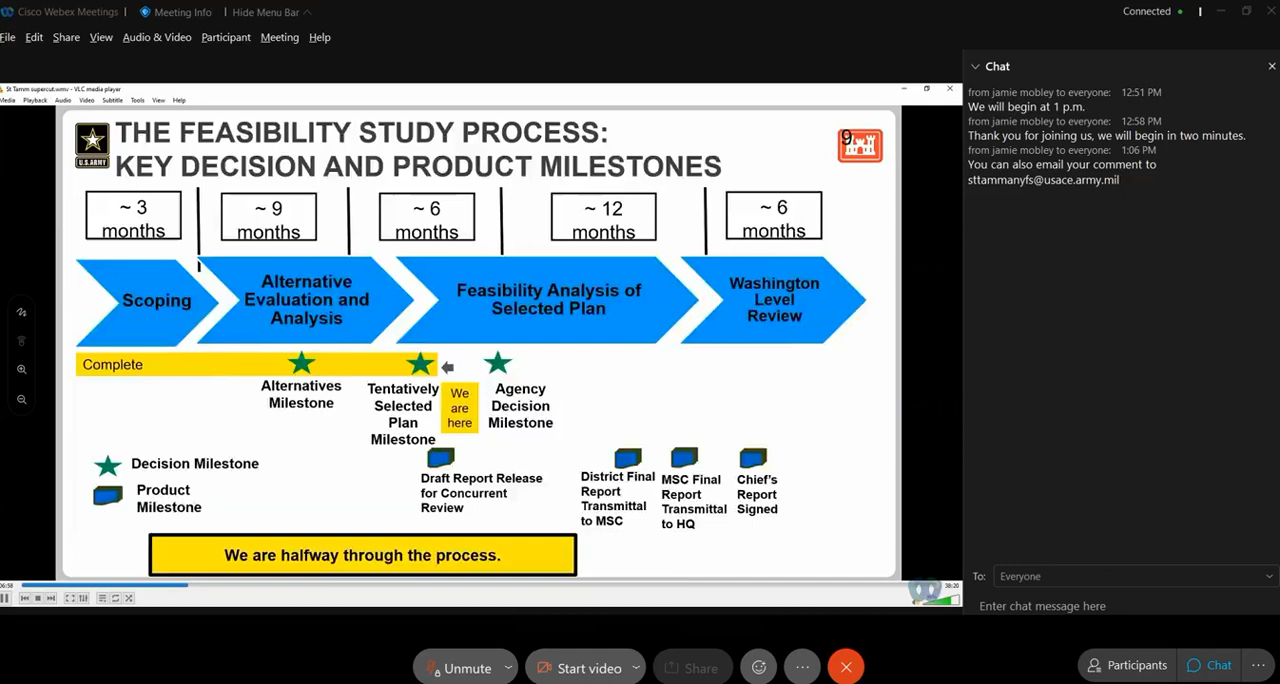 Cisco Webex Meetings | Meeting Info | Hide Menu Bar
Connected
File Edit Share View Audio & Video Participant Meeting Help
St Tamm supercut.wmv - VLC media player
Media Playback Audio Video Subtitle Tools View Help
THE FEASIBILITY STUDY PROCESS:
KEY DECISION AND PRODUCT MILESTONES
U.S.ARMY
9
~ 3
months
~ 9
months
~ 6
months
~ 12
months
~ 6
months
Scoping
Alternative
Evaluation and
Analysis
Feasibility Analysis of
Selected Plan
Washington
Level
Review
Complete
Alternatives
Milestone
Tentatively
Selected
Plan
Milestone
We
are
here
Agency
Decision
Milestone
Decision Milestone
Product
Milestone
Draft Report Release
for Concurrent
Review
District Final
Report
Transmittal
to MSC
MSC Final
Report
Transmittal
to HQ
Chief's
Report
Signed
We are halfway through the process.
06:58
38:20
Chat
from jamie mobley to everyone: 12:51 PM
We will begin at 1 p.m.
from jamie mobley to everyone: 12:58 PM
Thank you for joining us, we will begin in two minutes.
from jamie mobley to everyone: 1:06 PM
You can also email your comment to
sttammanyfs@usace.army.mil
To: Everyone
Enter chat message here
Unmute
Start video
Share
Participants
Chat